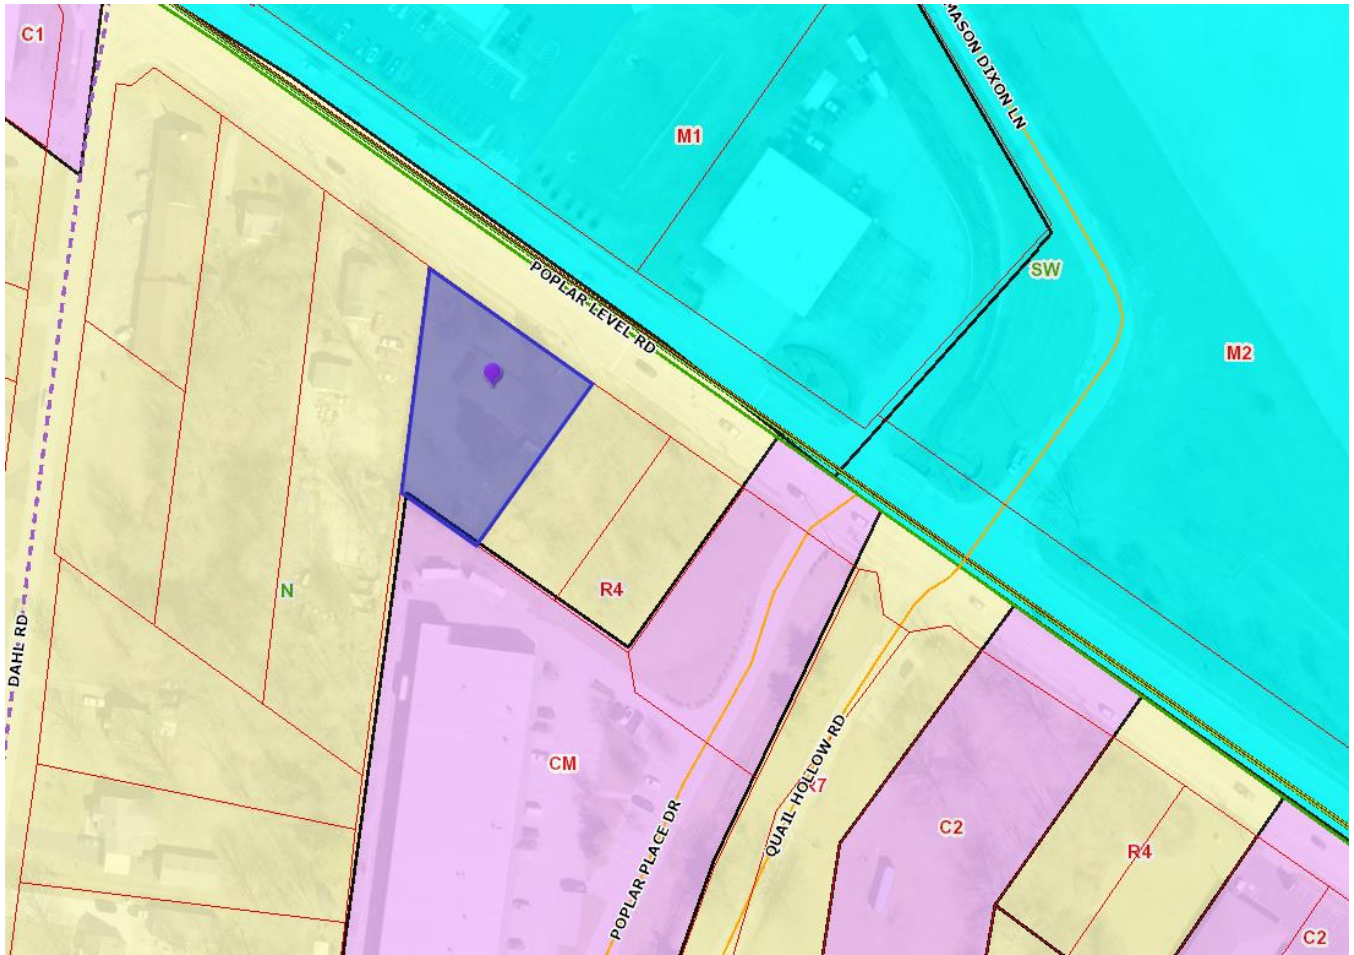 C1
MASON DIXON LN
M1
SW
POPLAR LEVEL RD
M2
N
R4
DAHL RD
CM
QUAIL HOLLOW RD
R7
C2
POPLAR PLACE DR
R4
C2